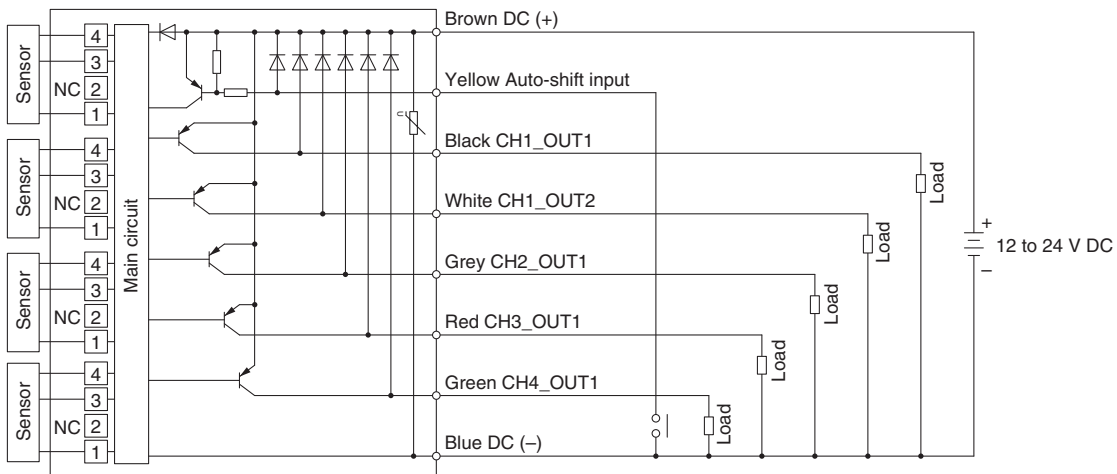 Sensor
4
3
NC 2
1
Sensor
4
3
NC 2
1
Sensor
4
3
NC 2
1
Sensor
4
3
NC 2
1
Main circuit
Brown DC (+)
Yellow Auto-shift input
Black CH1_OUT1
White CH1_OUT2
Grey CH2_OUT1
Red CH3_OUT1
Green CH4_OUT1
Blue DC (–)
Load
Load
Load
Load
Load
+
12 to 24 V DC
–